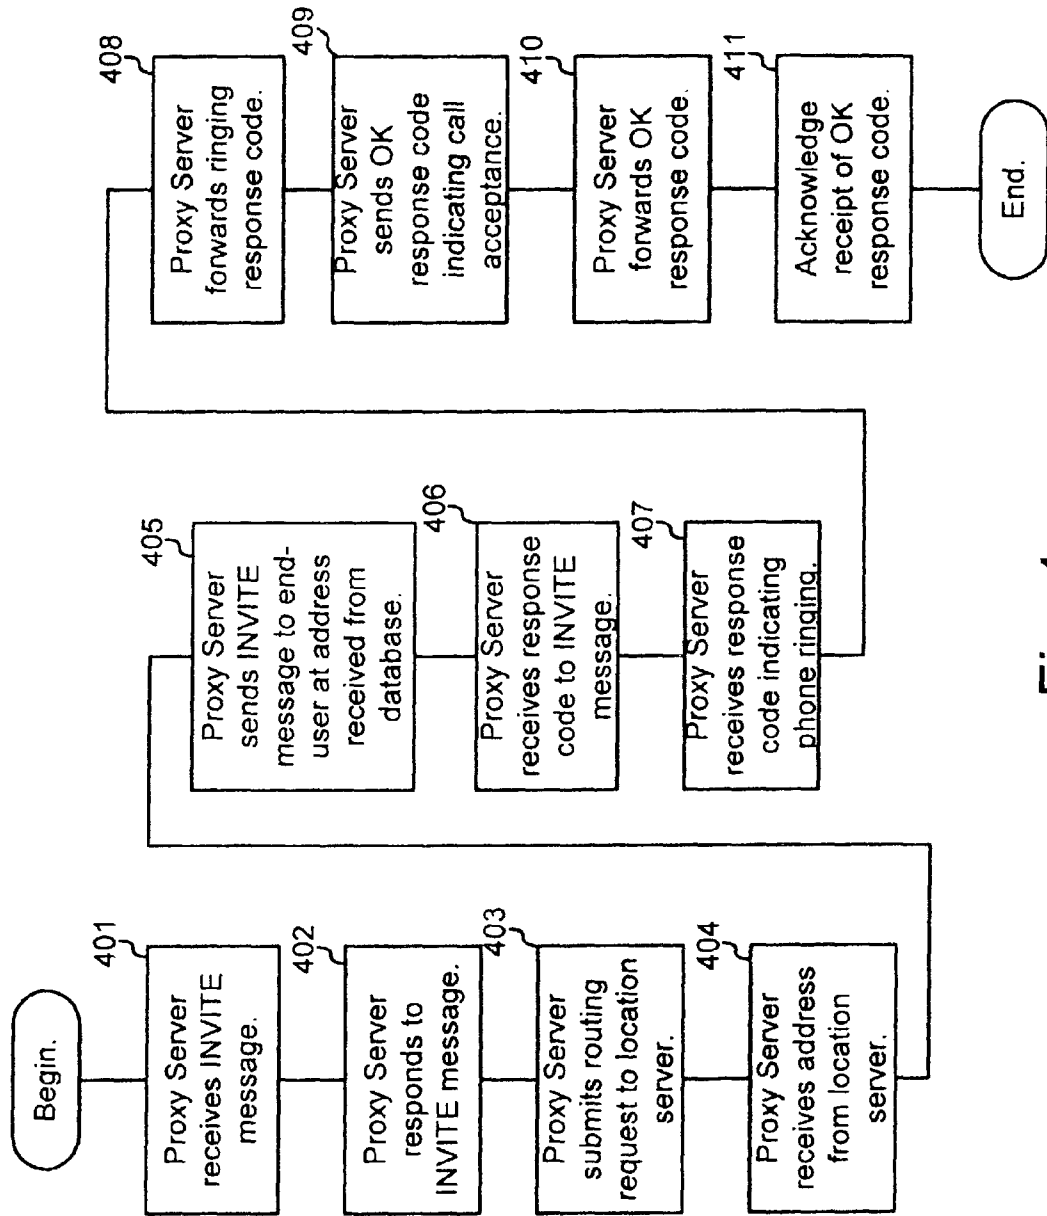 Begin.
401
Proxy Server
receives INVITE
message.
402
Proxy Server
responds to
INVITE message.
403
Proxy Server
submits routing
request to location
server.
404
Proxy Server
receives address
from location
server.
405
Proxy Server
sends INVITE
message to end-
user at address
received from
database.
406
Proxy Server
receives response
code to INVITE
message.
407
Proxy Server
receives response
code indicating
phone ringing.
408
Proxy Server
forwards ringing
response code.
409
Proxy Server
sends OK
response code
indicating call
acceptance.
410
Proxy Server
forwards OK
response code.
411
Acknowledge
receipt of OK
response code.
End.